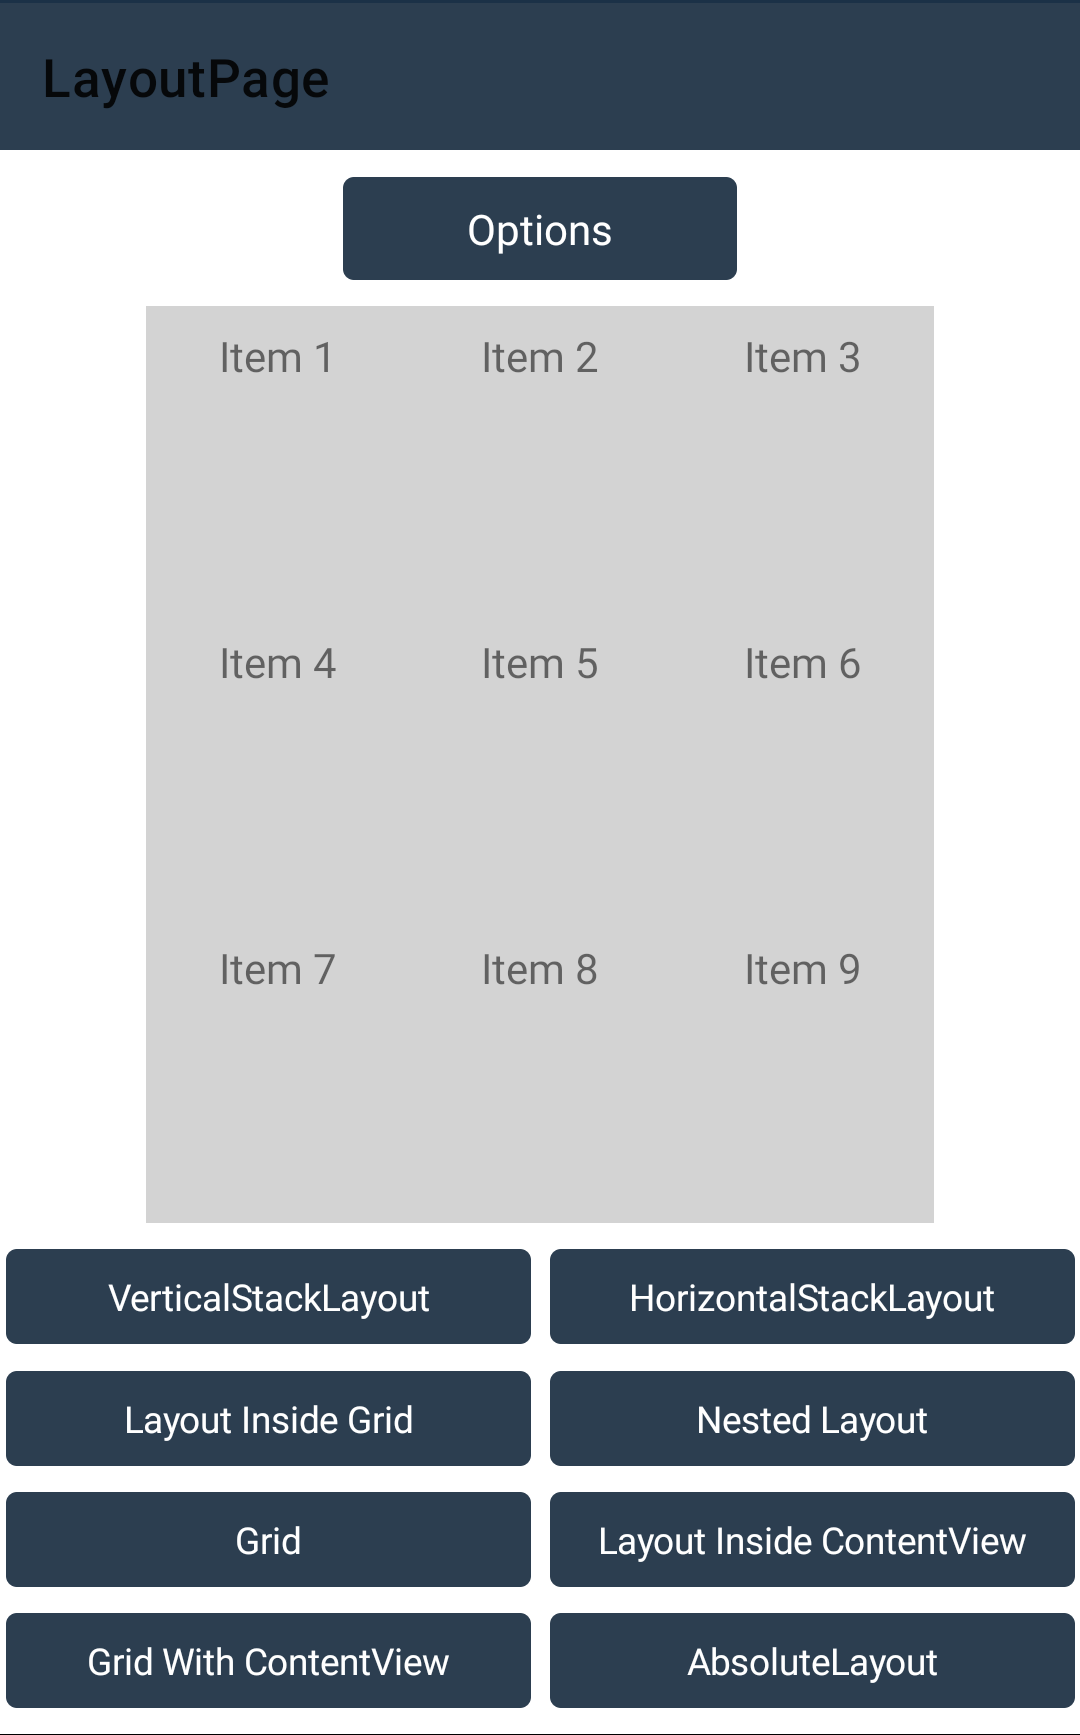 LayoutPage
Options
Item 1 Item 2 Item 3
Item 4 Item 5 Item 6
Item 7 Item 8 Item 9
VerticalStackLayout HorizontalStackLayout
Layout Inside Grid Nested Layout
Grid Layout Inside ContentView
Grid With ContentView AbsoluteLayout